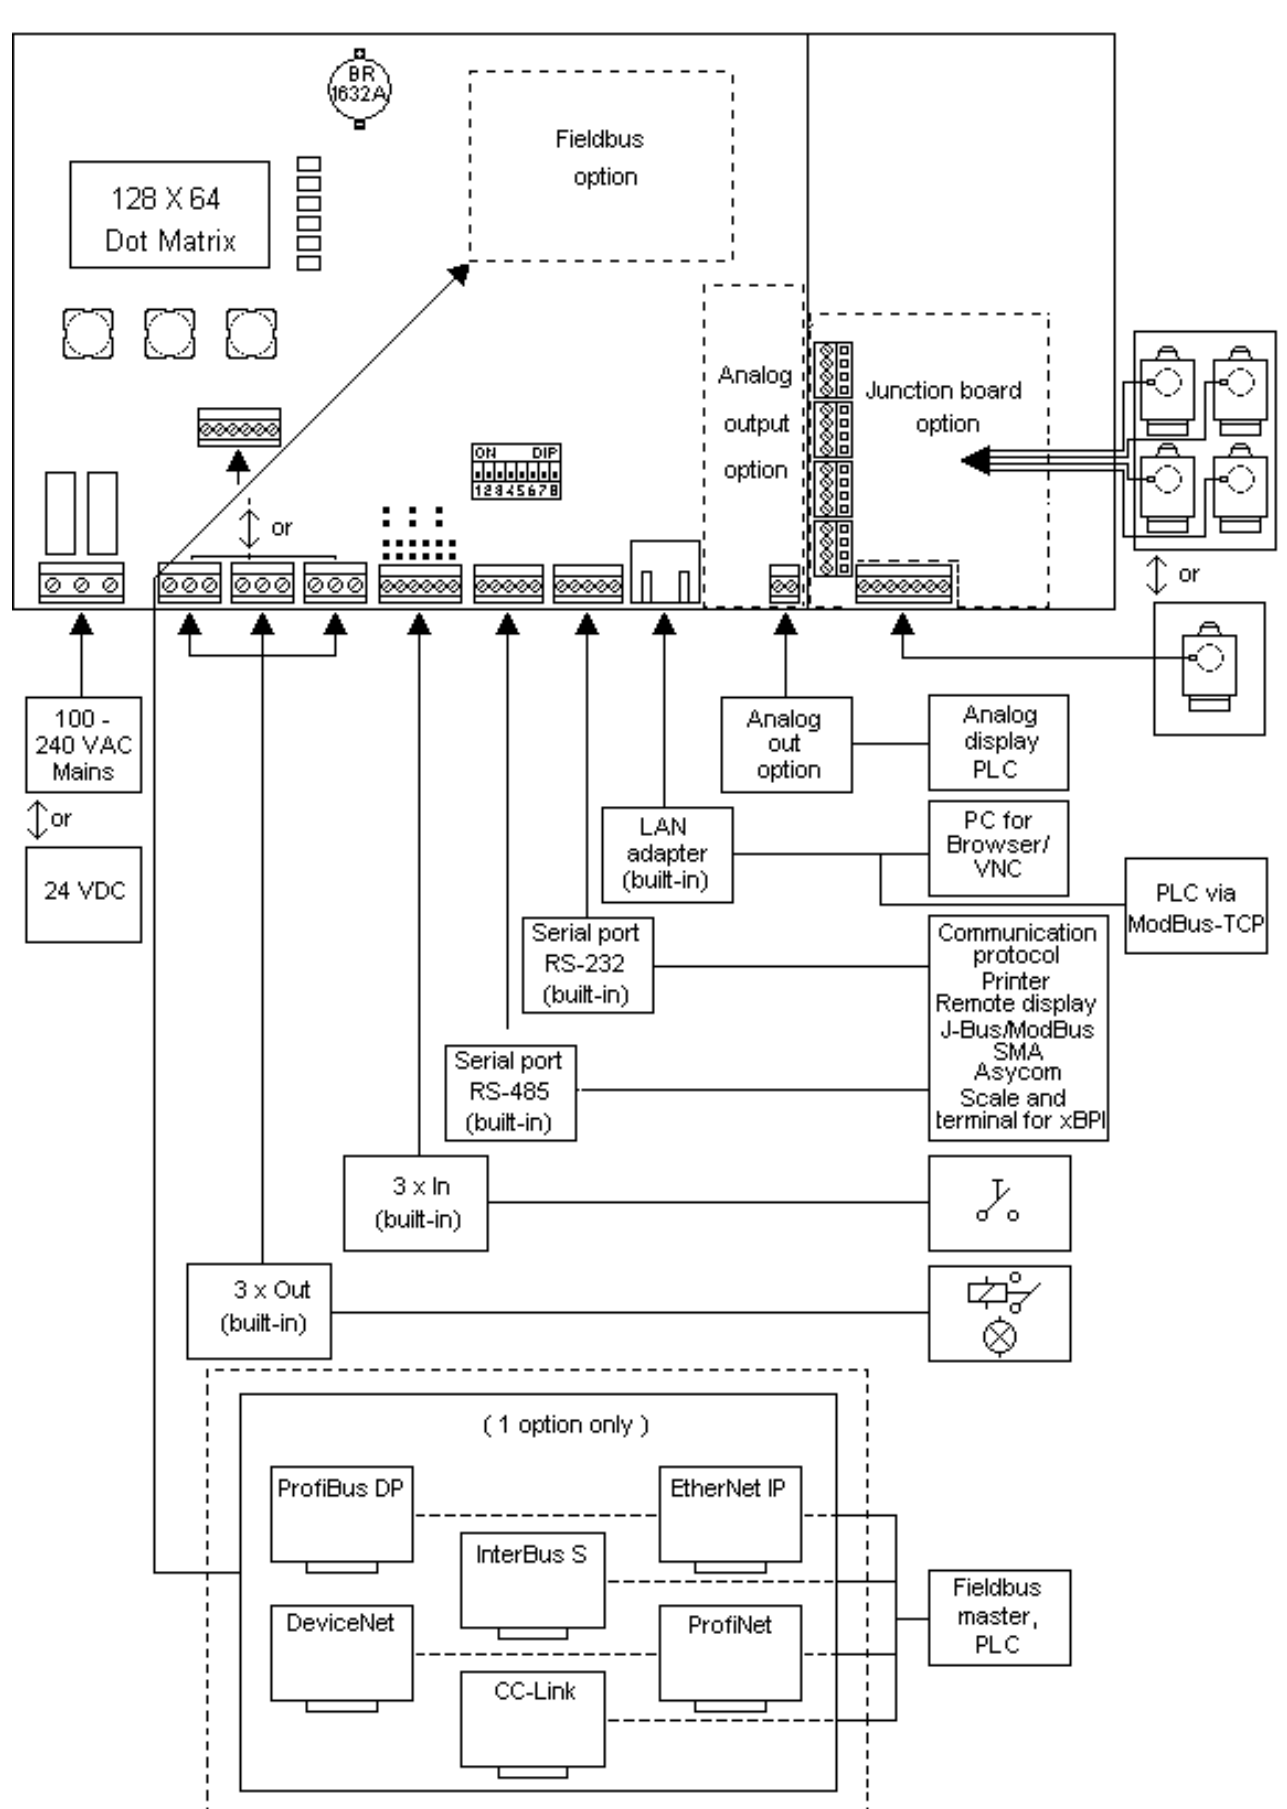 BR
1632A
Fieldbus
option
128 X 64
Dot Matrix
Analog
output
option
Junction board
option
ON DIP
12345678
or
or
100 -
240 VAC
Mains
or
24 VDC
Analog
out
option
Analog
display
PLC
LAN
adapter
(built-in)
PC for
Browser/
VNC
PLC via
ModBus-TCP
Serial port
RS-232
(built-in)
Communication
protocol
Printer
Remote display
J-Bus/ModBus
SMA
Asycom
Scale and
terminal for xBPI
Serial port
RS-485
(built-in)
3 x In
(built-in)
3 x Out
(built-in)
( 1 option only )
ProfiBus DP
EtherNet IP
InterBus S
DeviceNet
ProfiNet
CC-Link
Fieldbus
master,
PLC